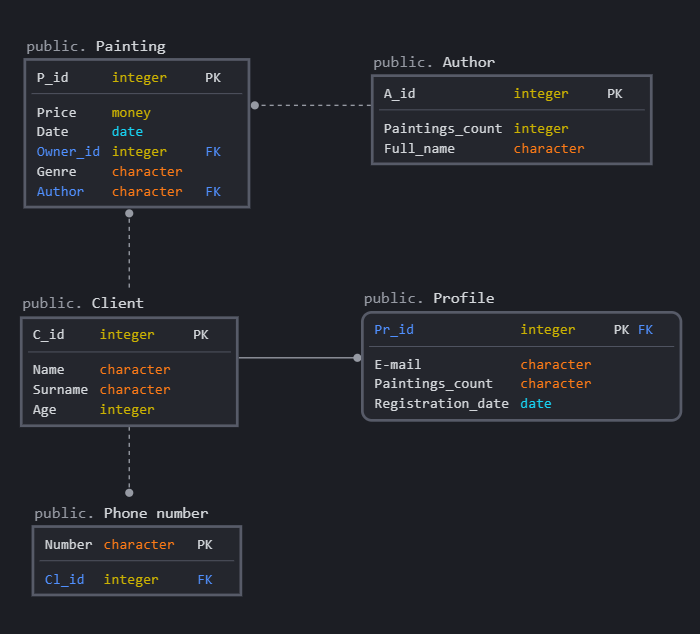 public. Painting
P_id integer PK
Price money
Date date
Owner_id integer FK
Genre character
Author character FK
public. Author
A_id integer PK
Paintings_count integer
Full_name character
public. Client
C_id integer PK
Name character
Surname character
Age integer
public. Profile
Pr_id integer PK FK
E-mail character
Paintings_count character
Registration_date date
public. Phone number
Number character PK
Cl_id integer FK